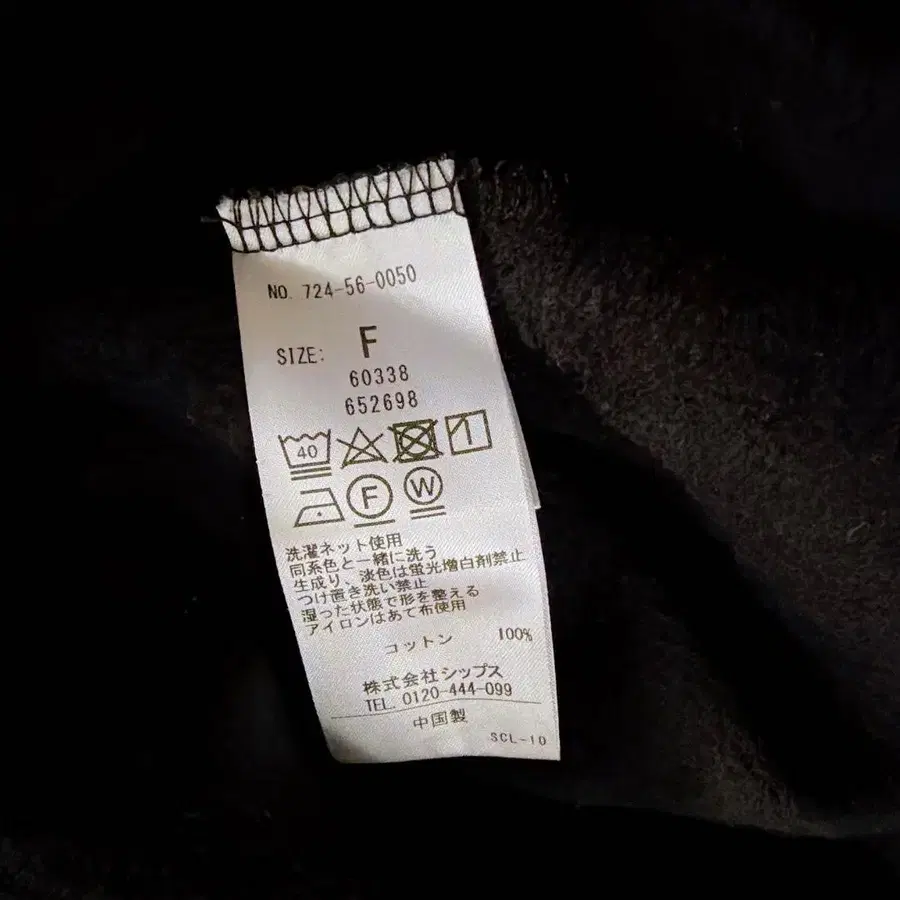 NO. 724-56-0050
SIZE: F
60338
652698
40
F W
洗濯ネット使用
同系色と一緒に洗う
生成り、淡色は蛍光増白剤禁止
つけ置き洗い禁止
湿った状態で形を整える
アイロンはあて布使用
コットン 100%
株式会社シップス
TEL. 0120-444-099
中国製
SCL-10